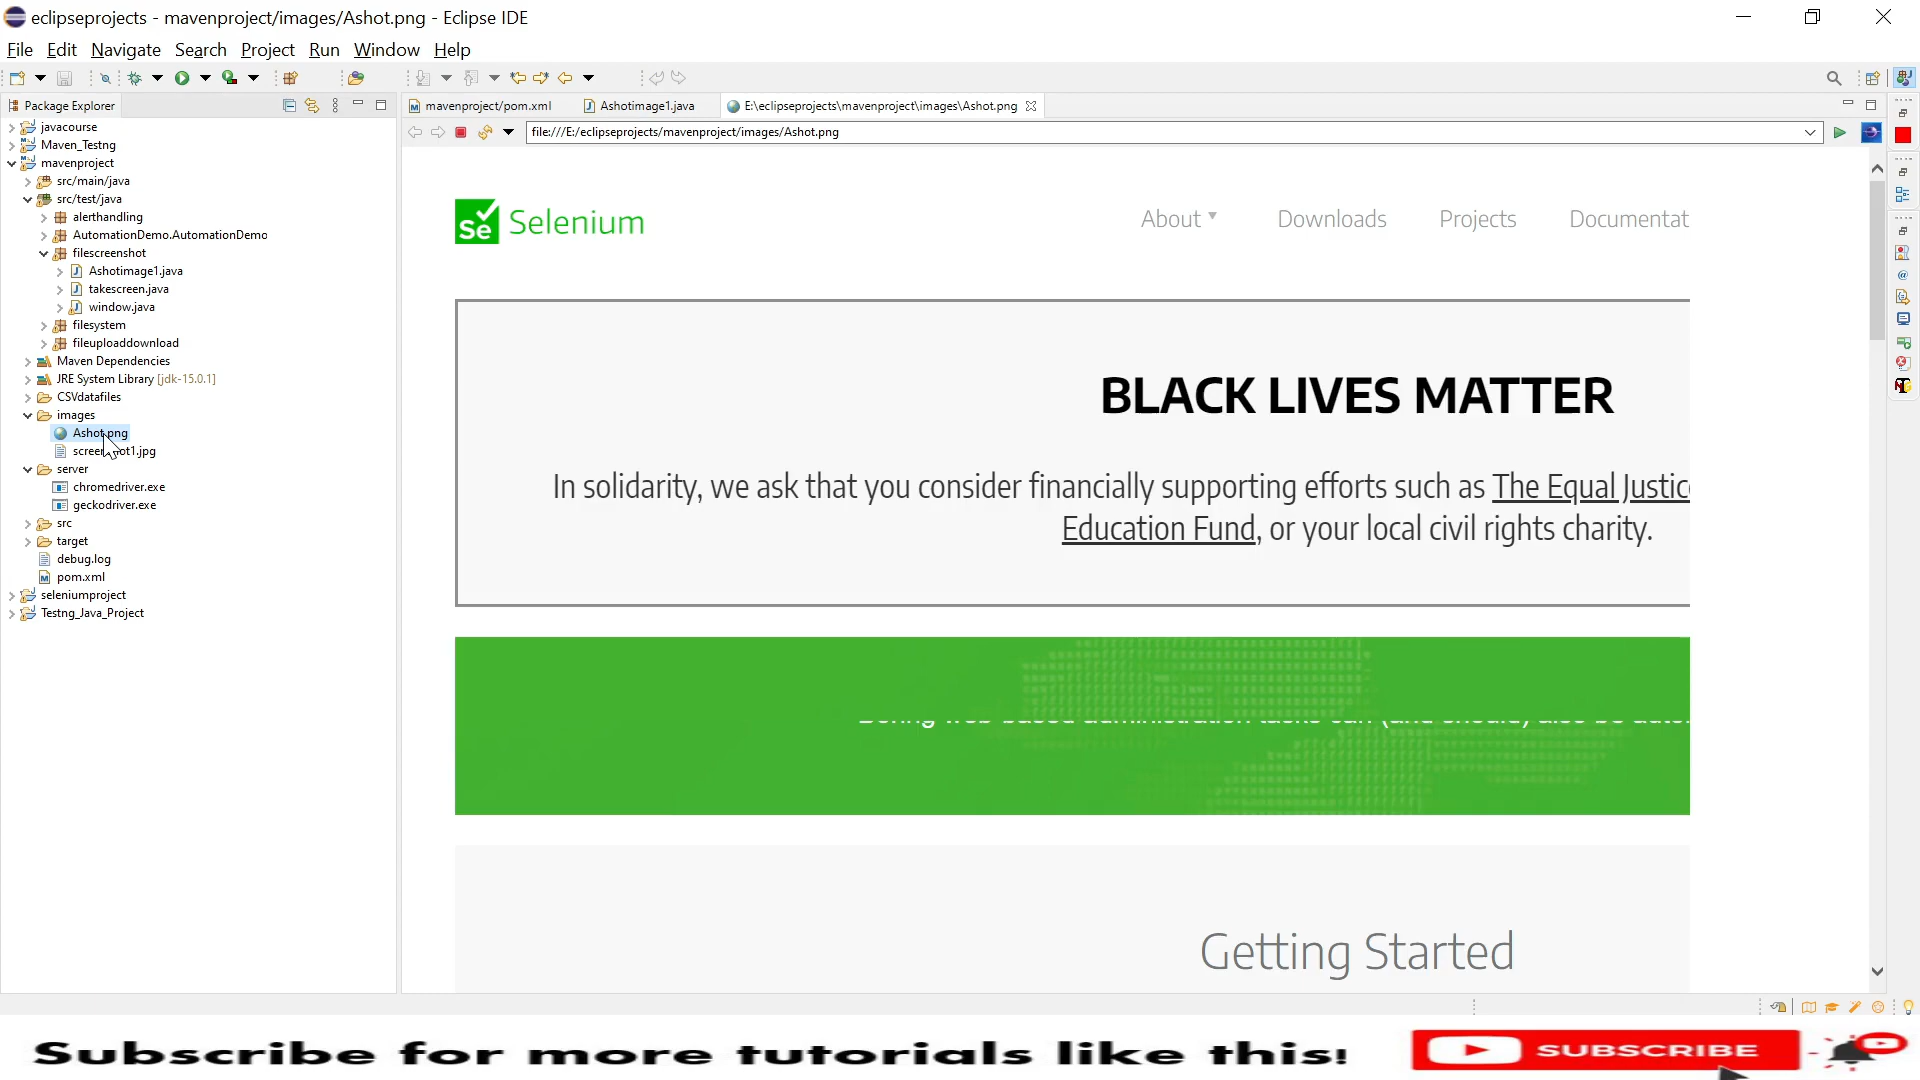 eclipseprojects - mavenproject/images/Ashot.png - Eclipse IDE
File Edit Navigate Search Project Run Window Help
Package Explorer
mavenproject/pom.xml
Ashotimage1.java
E:\eclipseprojects\mavenproject\images\Ashot.png
file:///E:/eclipseprojects/mavenproject/images/Ashot.png
javacourse
Maven_Testng
mavenproject
src/main/java
src/test/java
alerthandling
AutomationDemo.AutomationDemo
filescreenshot
Ashotimage1.java
takescreen.java
window.java
filesystem
fileuploaddownload
Maven Dependencies
JRE System Library [jdk-15.0.1]
CSVdatafiles
images
Ashot.png
server
chromedriver.exe
geckodriver.exe
src
target
debug.log
pom.xml
seleniumproject
Testng_Java_Project
Se Selenium
About Downloads Projects Documentat
BLACK LIVES MATTER
In solidarity, we ask that you consider financially supporting efforts such as The Equal Justic
Education Fund, or your local civil rights charity.
Getting Started
Subscribe for more tutorials like this!
SUBSCRIBE